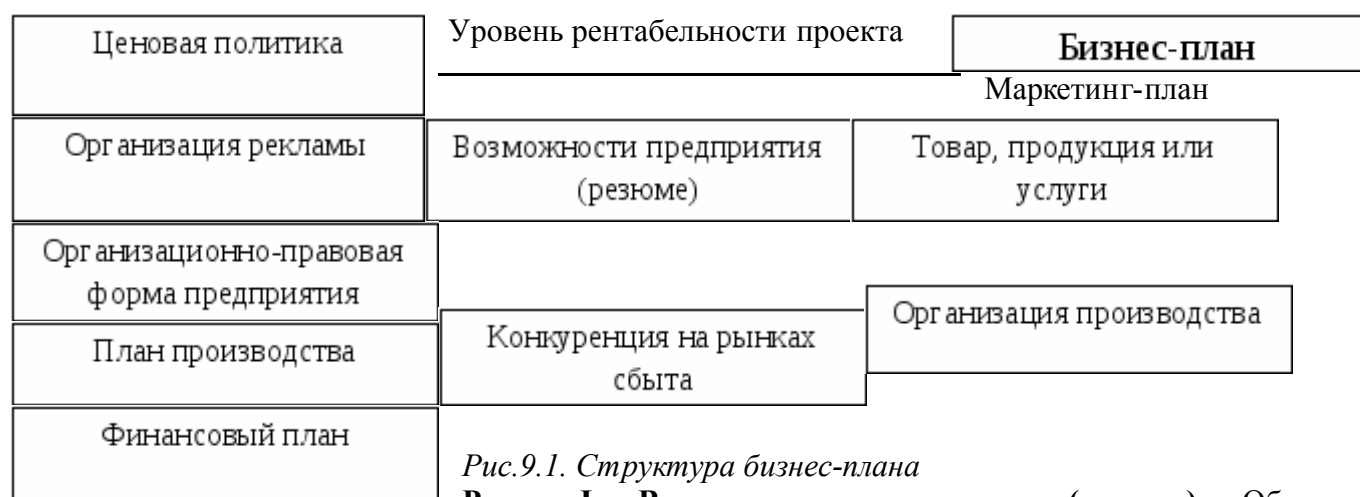 Ценовая политика
Уровень рентабельности проекта
Бизнес-план
Маркетинг-план
Организация рекламы
Возможности предприятия
(резюме)
Товар, продукция или
услуги
Организационно-правовая
форма предприятия
План производства
Конкуренция на рынках
сбыта
Организация производства
Финансовый план
Рис.9.1. Структура бизнес-плана